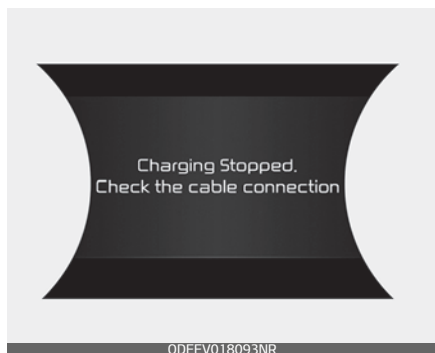 Charging Stopped.
Check the cable connection
ODEEV018093NR